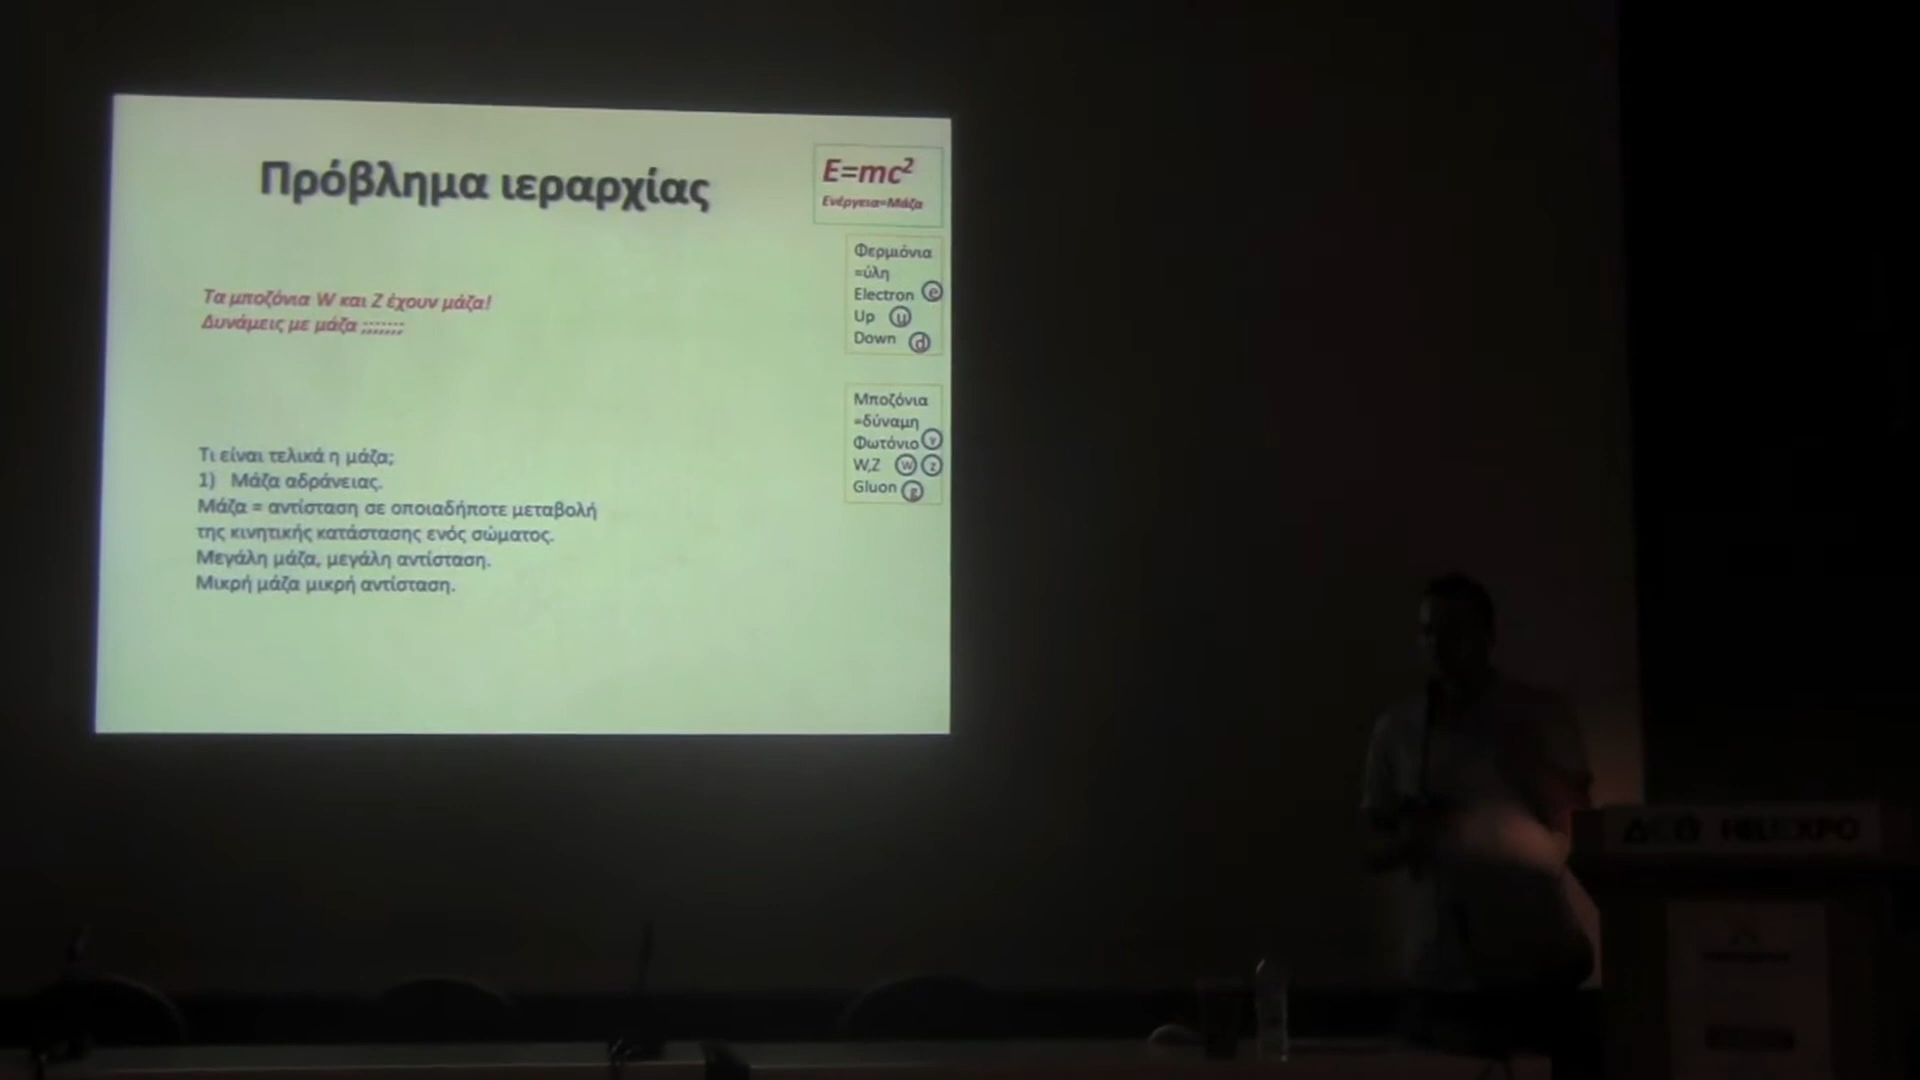 Πρόβλημα ιεραρχίας
E=mc²
Ενέργεια=Μάζα
Τα μποζόνια W και Z έχουν μάζα!
Δυνάμεις με μάζα ;;;;;;;
Τι είναι τελικά η μάζα;
1) Μάζα αδράνειας.
Μάζα = αντίσταση σε οποιαδήποτε μεταβολή
της κινητικής κατάστασης ενός σώματος.
Μεγάλη μάζα, μεγάλη αντίσταση.
Μικρή μάζα μικρή αντίσταση.
Φερμιόνια
=ύλη
Electron e
Up u
Down d
Μποζόνια
=δύναμη
Φωτόνιο γ
W,Z W Z
Gluon g
ΔΕΘ HELEXPO